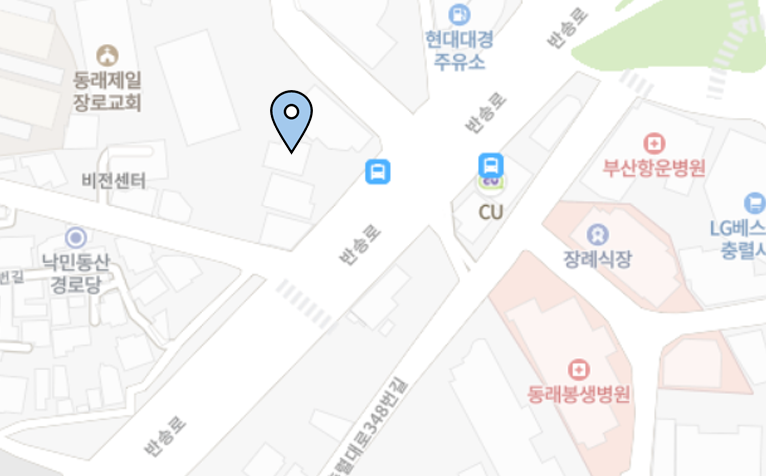 현대대경
주유소
반송로
동래제일
장로교회
반송로
부산항운병원
비전센터
CU
LG베스
충렬사
반송로
장례식장
낙민동산
경로당
번길
동래봉생병원
렬대로348번길
반송로